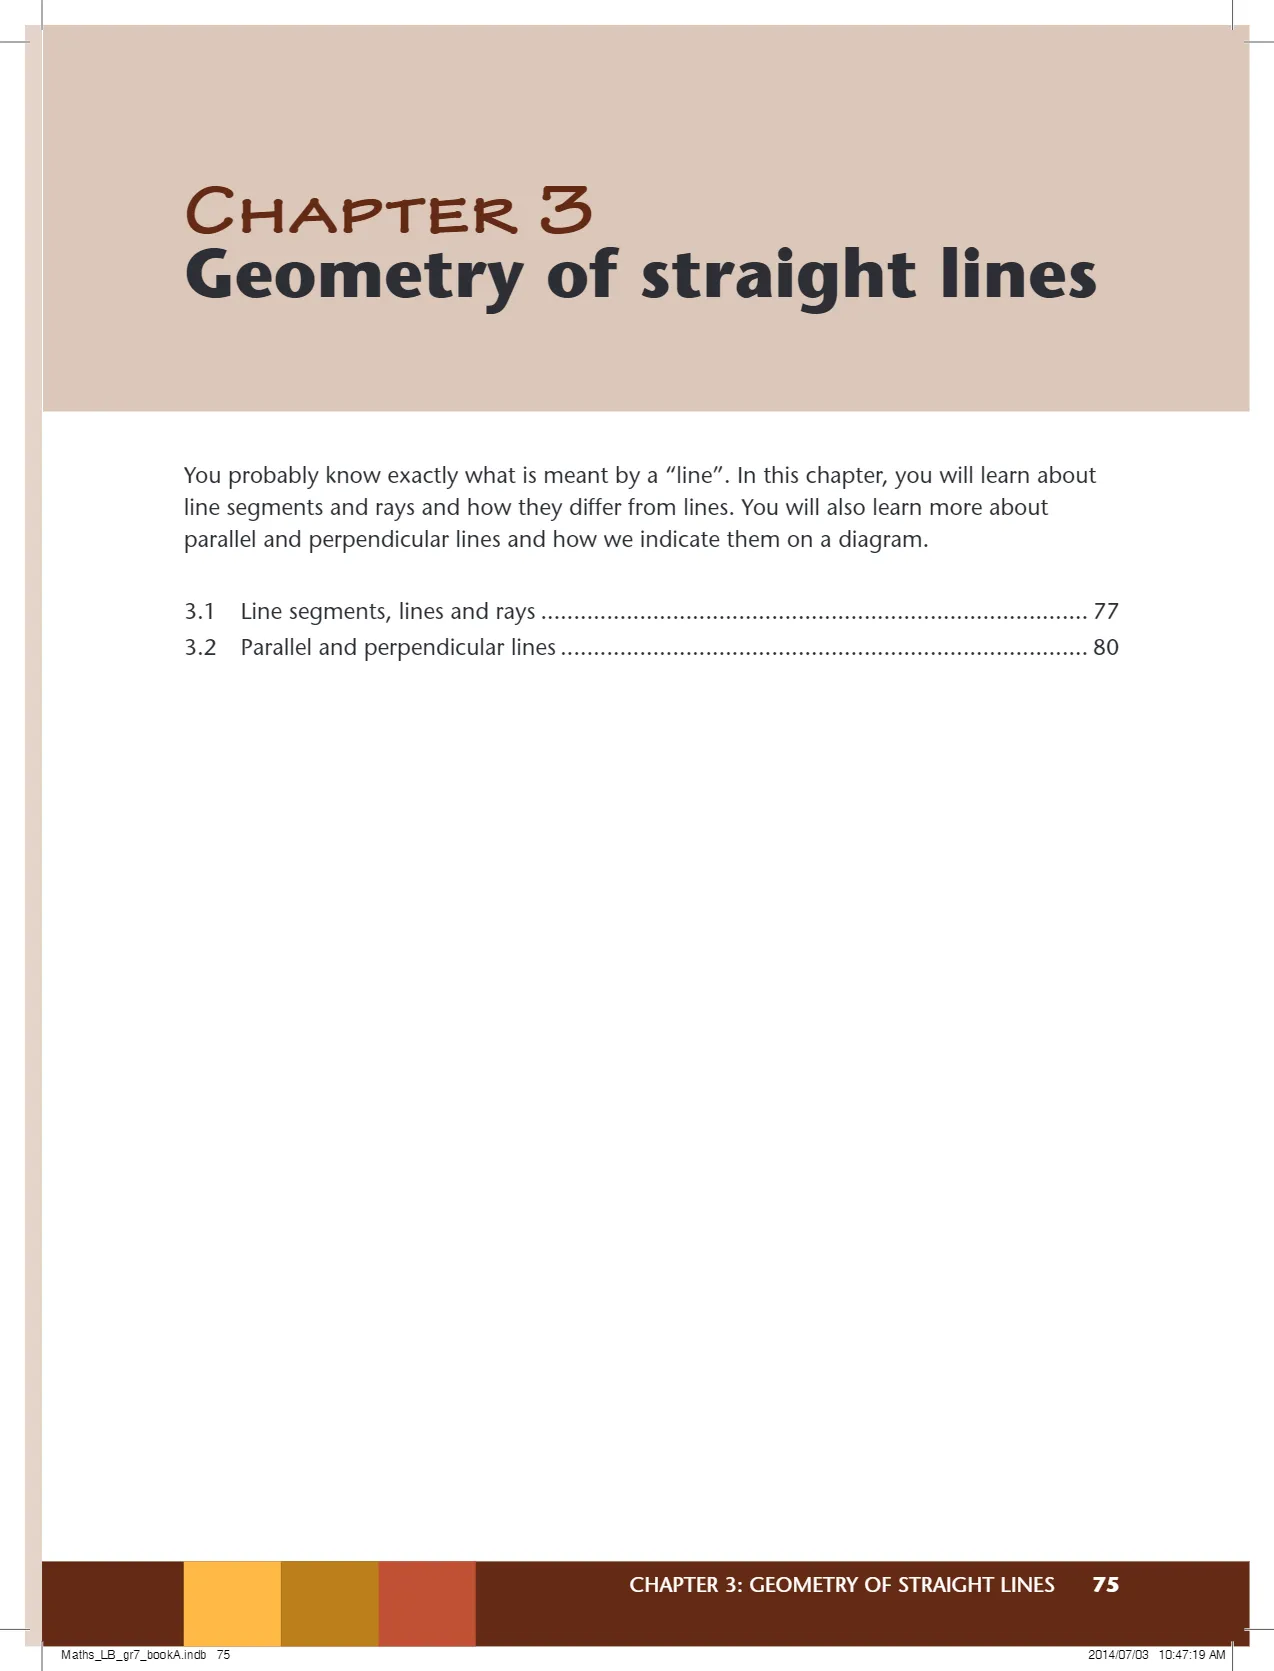 CHAPTER 3
Geometry of straight lines
You probably know exactly what is meant by a “line”. In this chapter, you will learn about
line segments and rays and how they differ from lines. You will also learn more about
parallel and perpendicular lines and how we indicate them on a diagram.
3.1 Line segments, lines and rays ................................................................................... 77
3.2 Parallel and perpendicular lines ................................................................................ 80
CHAPTER 3: GEOMETRY OF STRAIGHT LINES 75
Maths_LB_gr7_bookA.indb 75 2014/07/03 10:47:19 AM